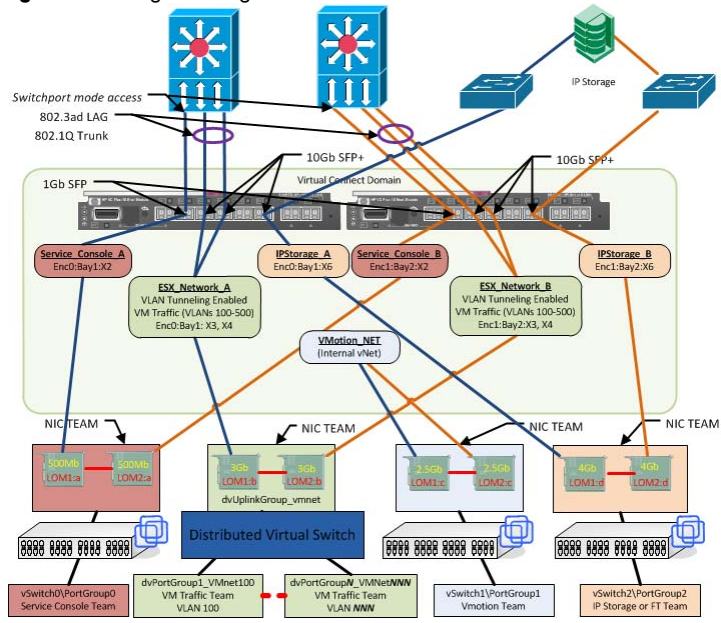 Switchport mode access
802.3ad LAG
802.1Q Trunk
IP Storage
10Gb SFP+
10Gb SFP+
1Gb SFP
Virtual Connect Domain
Service_Console_A
Enc0:Bay1:X2
IPStorage_A
Enc0:Bay1:X6
Service_Console_B
Enc1:Bay2:X2
IPStorage_B
Enc1:Bay2:X6
ESX_Network_A
VLAN Tunneling Enabled
VM Traffic (VLANs 100-500)
Enc0:Bay1: X3, X4
ESX_Network_B
VLAN Tunneling Enabled
VM Traffic (VLANs 100-500)
Enc1:Bay2:X3, X4
VMotion_NET
(Internal vNet)
NIC TEAM
NIC TEAM
NIC TEAM
NIC TEAM
500Mb
LOM1:a
500Mb
LOM2:a
3Gb
LOM1:b
3Gb
LOM2:b
dvUplinkGroup_vmnet
2.5Gb
LOM1:c
2.5Gb
LOM2:c
4Gb
LOM1:d
4Gb
LOM2:d
Distributed Virtual Switch
vSwitch0\PortGroup0
Service Console Team
dvPortGroup1_VMnet100
VM Traffic Team
VLAN 100
dvPortGroupN_VMNetNNN
VM Traffic Team
VLAN NNN
vSwitch1\PortGroup1
Vmotion Team
vSwitch2\PortGroup2
IP Storage or FT Team